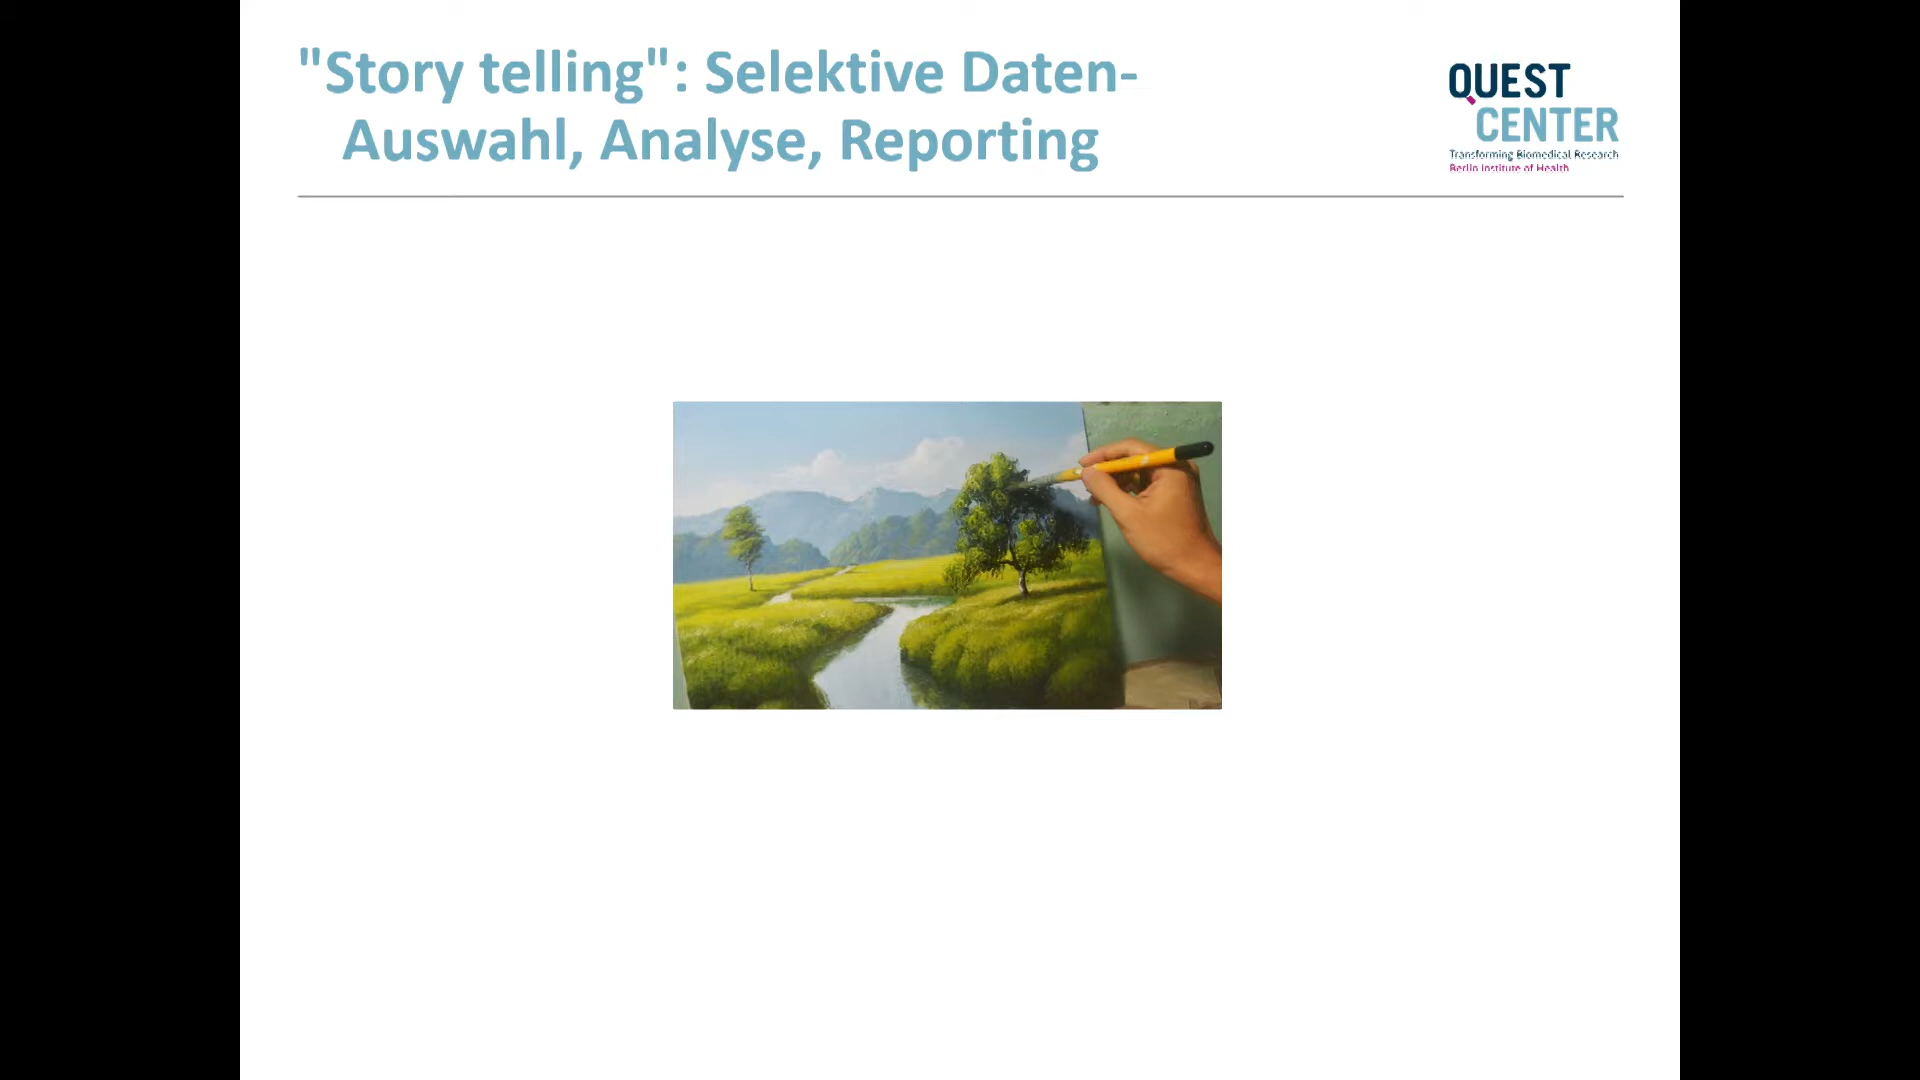 "Story telling": Selektive Daten-
Auswahl, Analyse, Reporting
QUEST
CENTER
Transforming Biomedical Research
Berlin Institute of Health